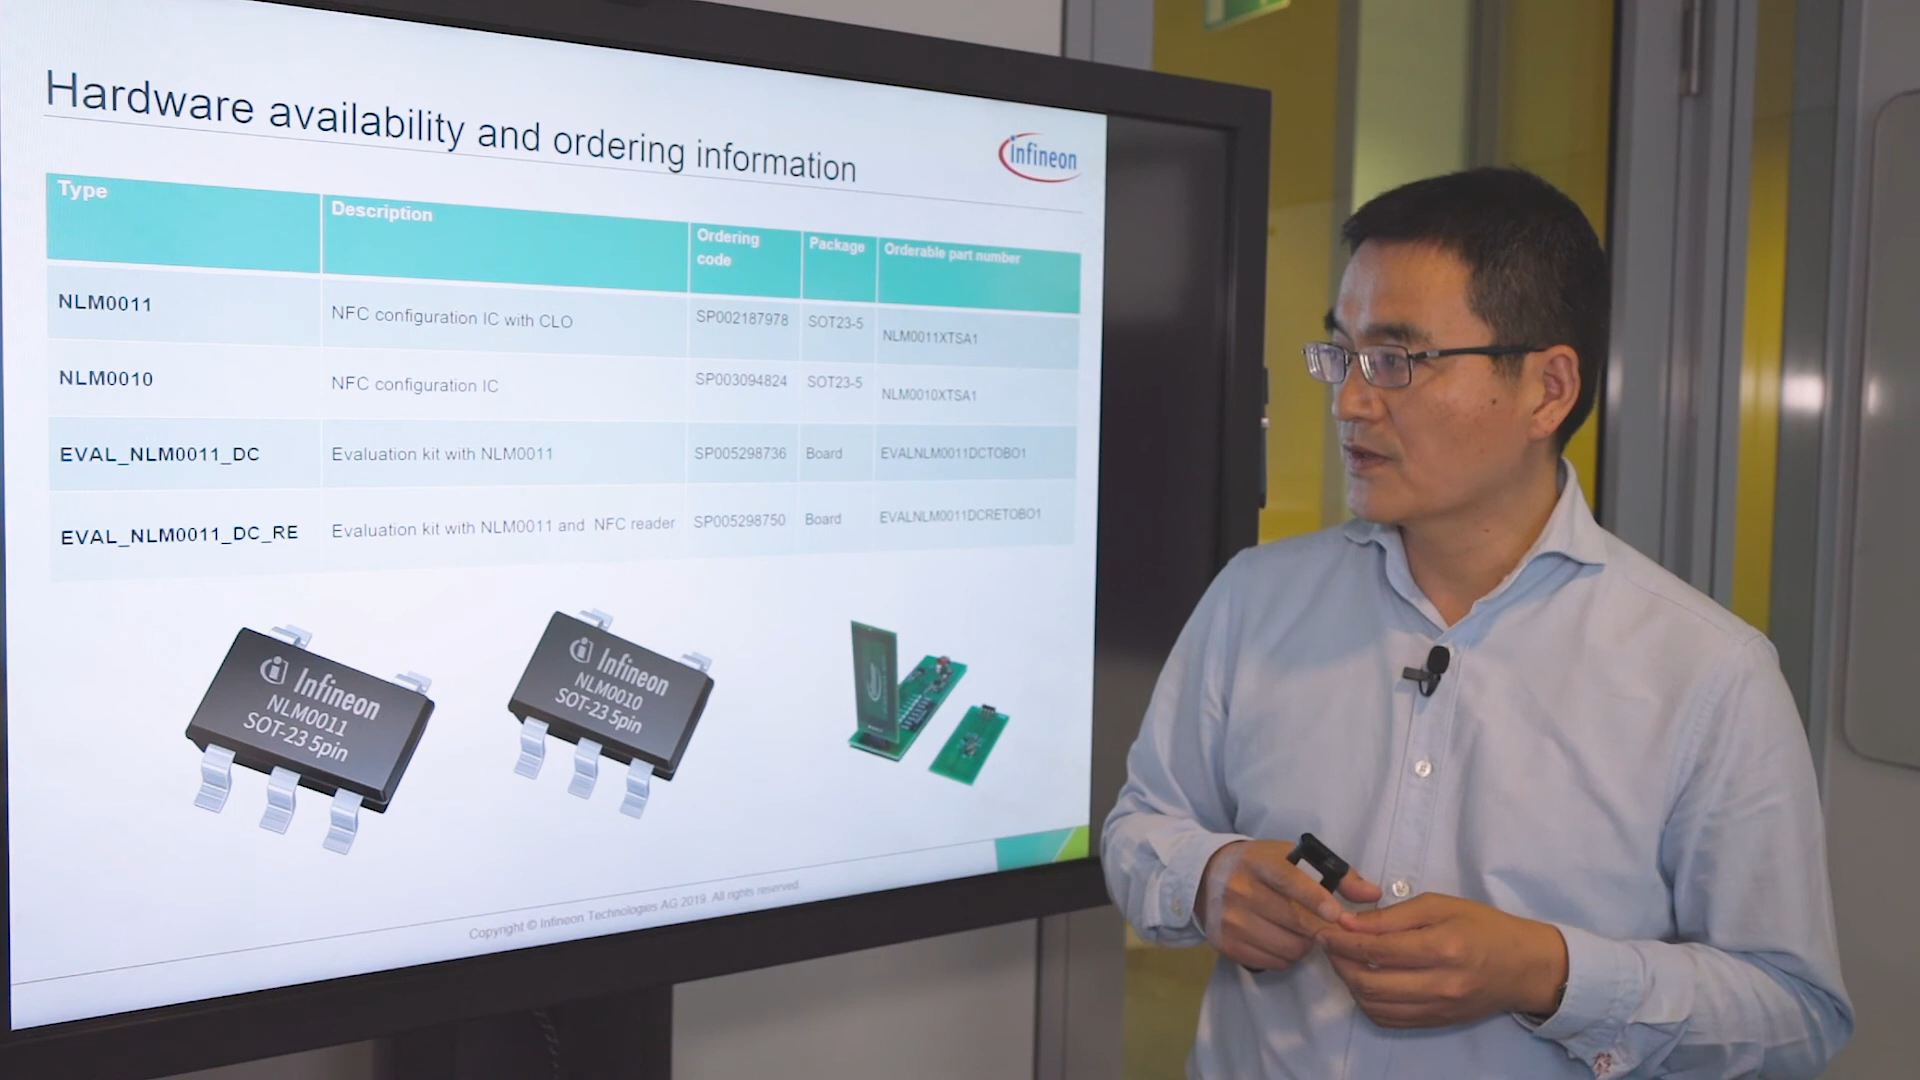 Hardware availability and ordering information
infineon
Type Description Ordering code Package Orderable part number
NLM0011 NFC configuration IC with CLO SP002187978 SOT23-5 NLM0011XTSA1
NLM0010 NFC configuration IC SP003094824 SOT23-5 NLM0010XTSA1
EVAL_NLM0011_DC Evaluation kit with NLM0011 SP005298736 Board EVALNLM0011DCTOBO1
EVAL_NLM0011_DC_RE Evaluation kit with NLM0011 and NFC reader SP005298750 Board EVALNLM0011DCRETOBO1
Infineon
NLM0011
SOT-23 5pin
Infineon
NLM0010
SOT-23 5pin
Copyright © Infineon Technologies AG 2019. All rights reserved.